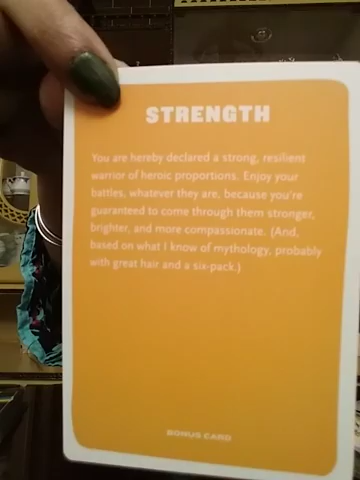 STRENGTH
You are hereby declared a strong, resilient
warrior of heroic proportions. Enjoy your
battles, whatever they are, because you're
guaranteed to come through them stronger,
brighter, and more compassionate. (And,
based on what I know of mythology, probably
with great hair and a six-pack.)
BONUS CARD